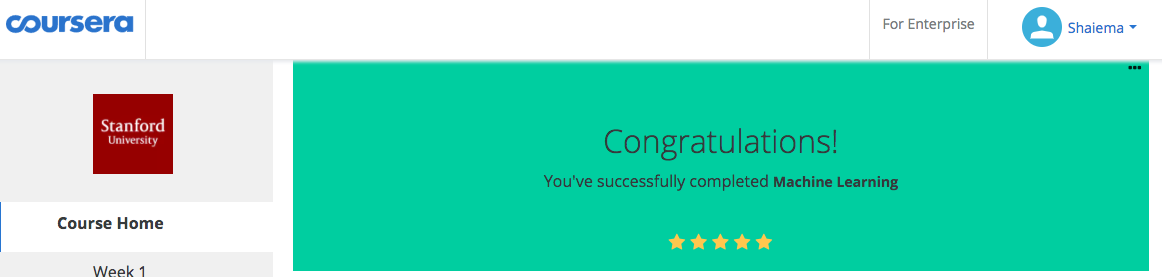 coursera
For Enterprise
Shaiema
Stanford
University
Congratulations!
You've successfully completed Machine Learning
Course Home
Week 1